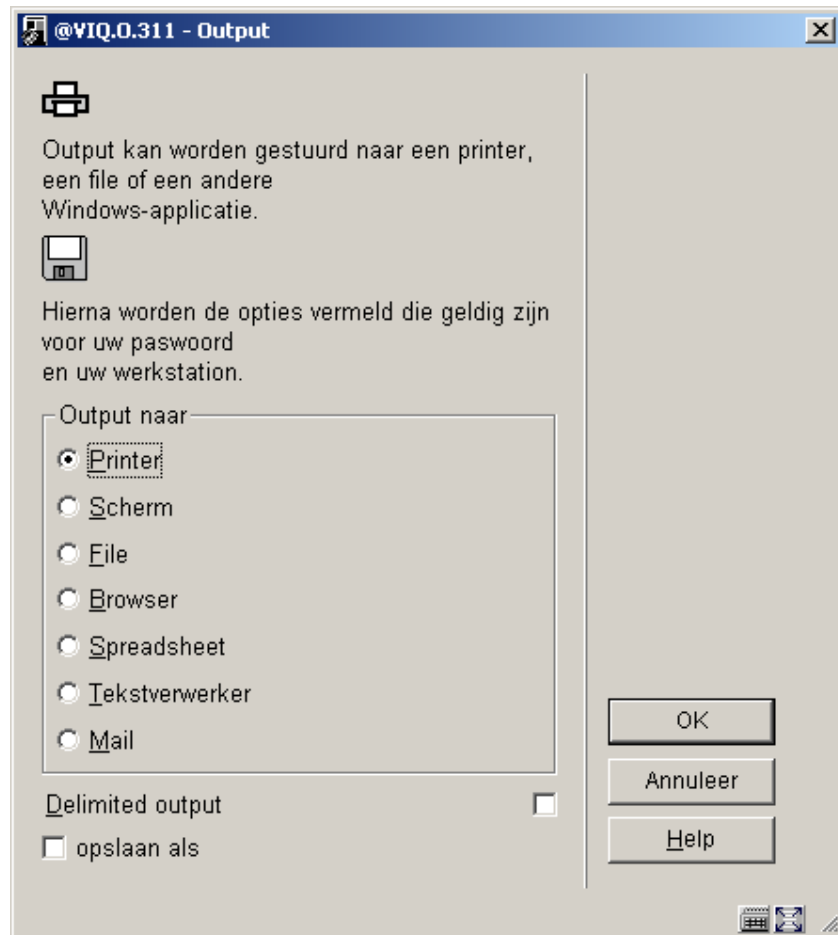 @VIQ.O.311 - Output
Output kan worden gestuurd naar een printer,
een file of een andere
Windows-applicatie.
Hierna worden de opties vermeld die geldig zijn
voor uw paswoord
en uw werkstation.
Output naar
Printer
Scherm
File
Browser
Spreadsheet
Tekstverwerker
Mail
Delimited output
opslaan als
OK
Annuleer
Help